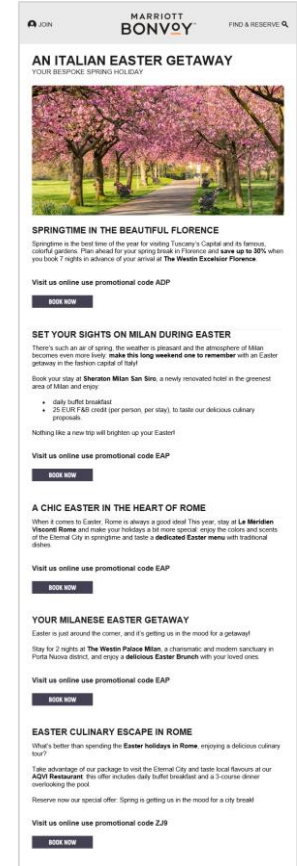 JOIN
MARRIOTT
BONVOY
FIND & RESERVE
AN ITALIAN EASTER GETAWAY
YOUR BESPOKE SPRING HOLIDAY
SPRINGTIME IN THE BEAUTIFUL FLORENCE
Springtime is the best time of the year for visiting Tuscany's Capital and its famous,
colorful gardens. Plan ahead for your spring break in Florence and save up to 30% when
you book 7 nights in advance of your arrival at The Westin Excelsior Florence.
Visit us online use promotional code ADP
BOOK NOW
SET YOUR SIGHTS ON MILAN DURING EASTER
There's such an air of spring, the weather is pleasant and the atmosphere of Milan
becomes even more lively: make this long weekend one to remember with an Easter
getaway in the fashion capital of Italy!
Book your stay at Sheraton Milan San Siro, a newly renovated hotel in the greenest
area of Milan and enjoy:
• daily buffet breakfast
• 25 EUR F&B credit (per person, per stay), to taste our delicious culinary
proposals.
Nothing like a new trip will brighten up your Easter!
Visit us online use promotional code EAP
BOOK NOW
A CHIC EASTER IN THE HEART OF ROME
When it comes to Easter, Rome is always a good idea! This year, stay at Le Méridien
Visconti Rome and make your holidays a bit more special: enjoy the colors and scents
of the Eternal City in springtime and taste a dedicated Easter menu with traditional
dishes.
Visit us online use promotional code EAP
BOOK NOW
YOUR MILANESE EASTER GETAWAY
Easter is just around the corner, and it's getting us in the mood for a getaway!
Stay for 2 nights at The Westin Palace Milan, a charismatic and modern sanctuary in
Porta Nuova district, and enjoy a delicious Easter Brunch with your loved ones.
Visit us online use promotional code EAP
BOOK NOW
EASTER CULINARY ESCAPE IN ROME
What's better than spending the Easter holidays in Rome, enjoying a delicious culinary
tour?
Take advantage of our package to visit the Eternal City and taste local flavours at our
AQVI Restaurant: this offer includes daily buffet breakfast and a 3-course dinner
overlooking the pool.
Reserve now our special offer: Spring is getting us in the mood for a city break!
Visit us online use promotional code ZJ9
BOOK NOW